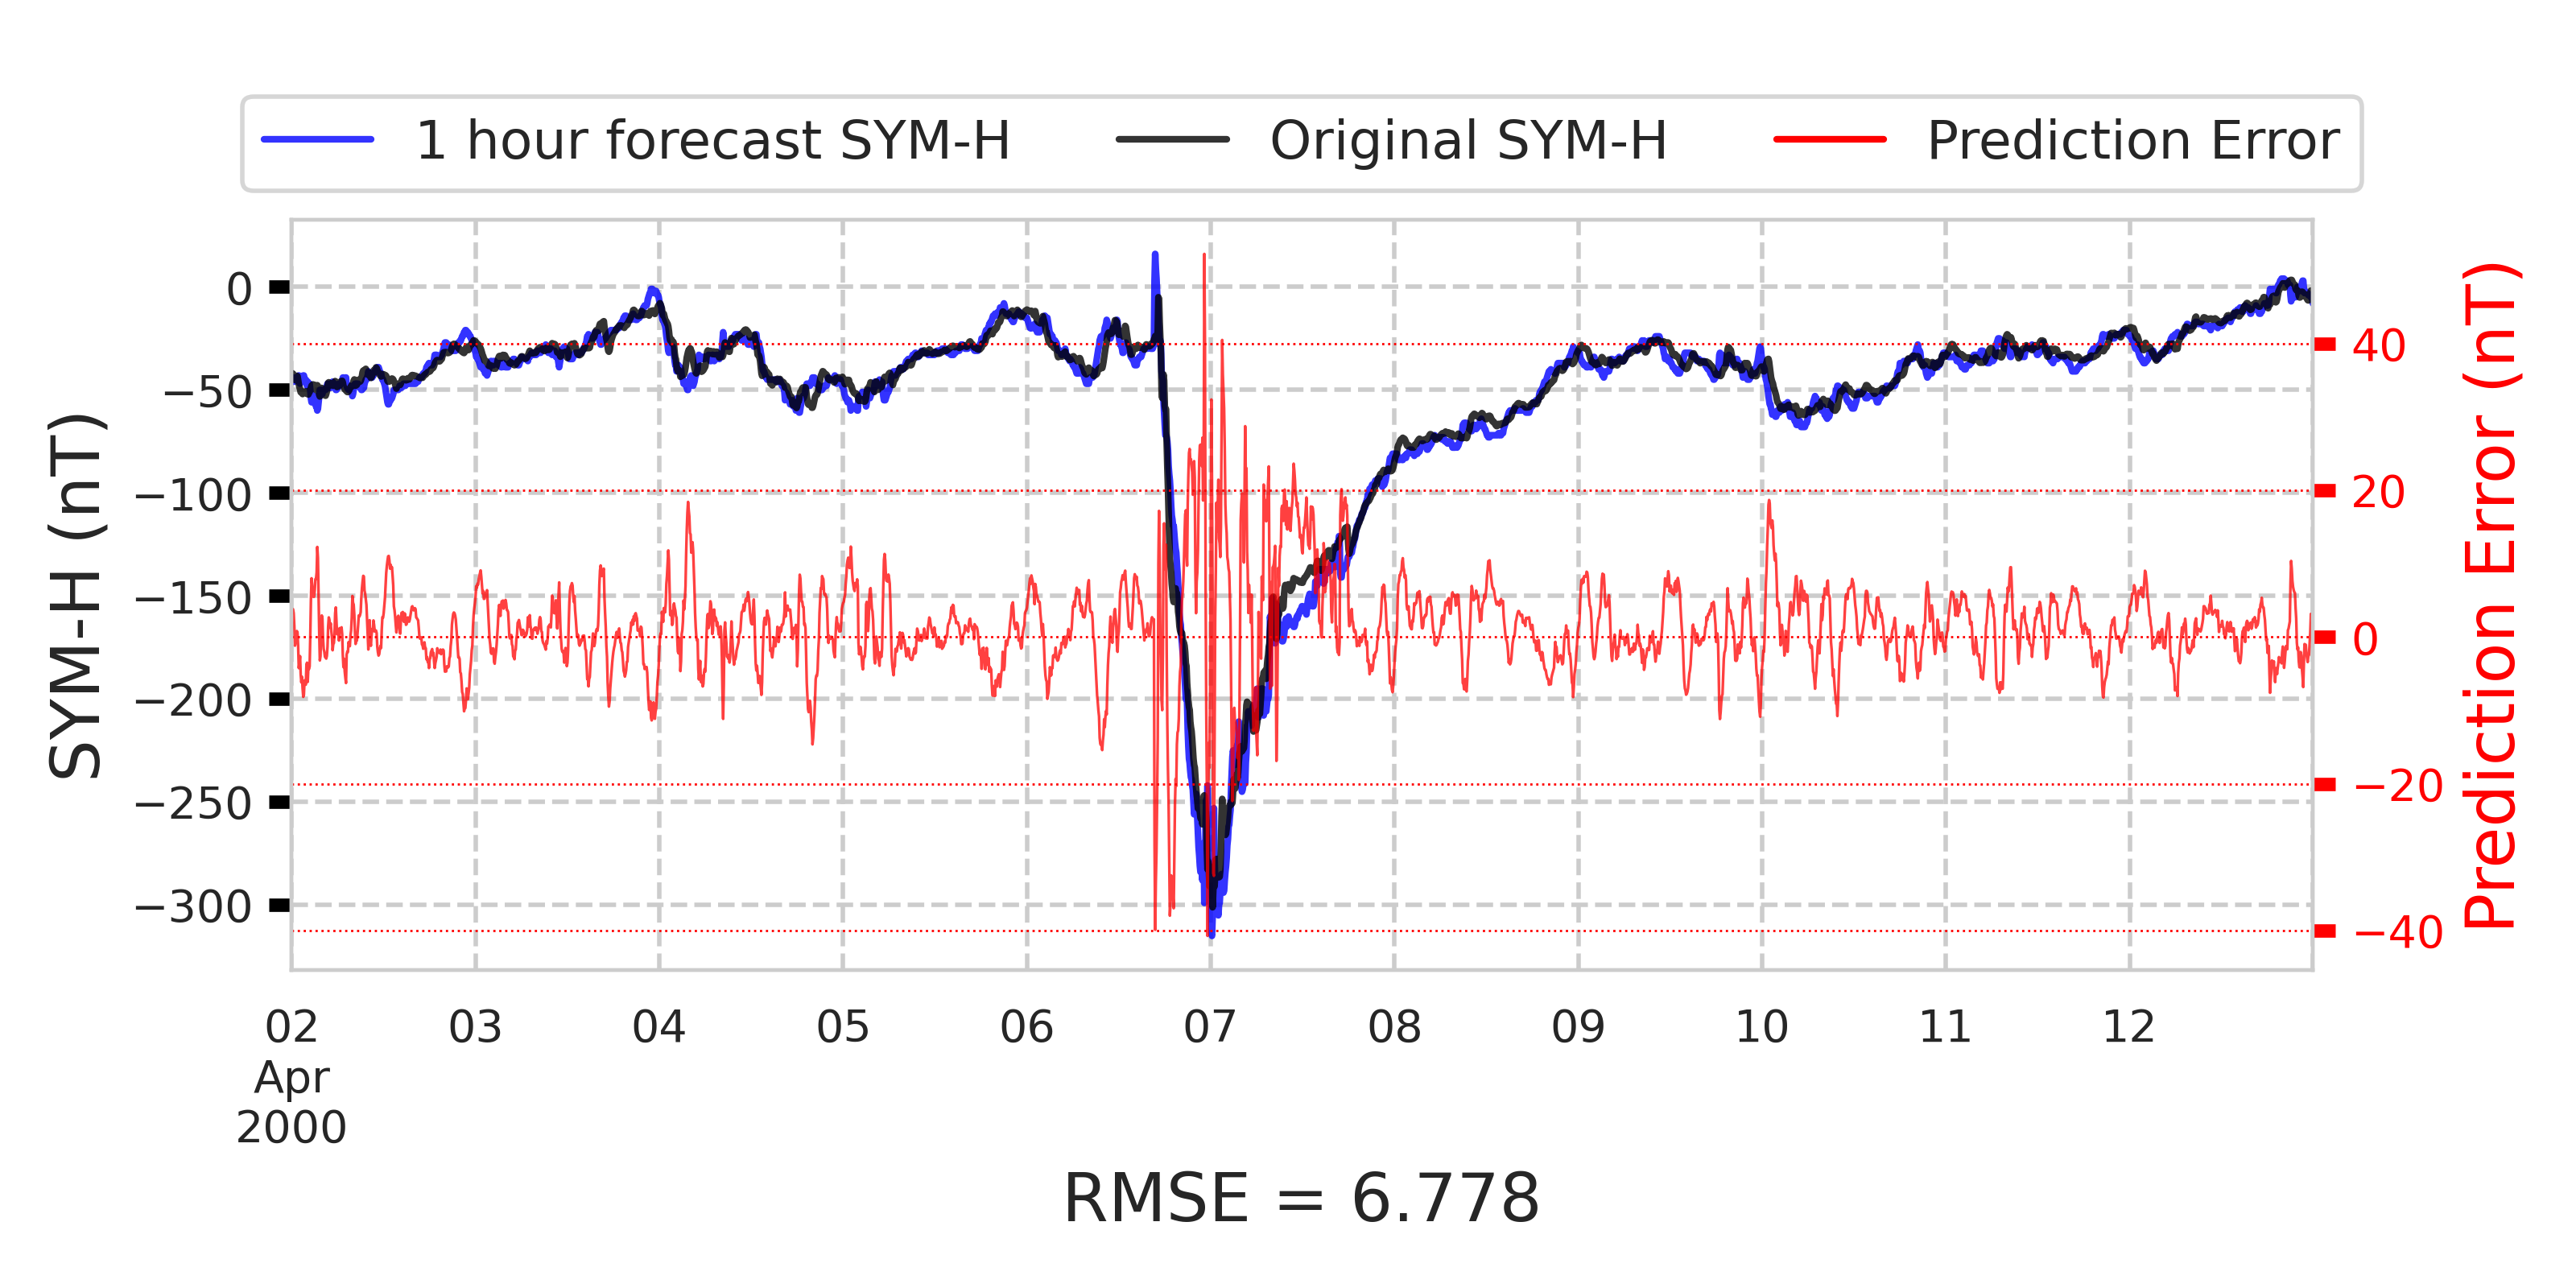 1 hour forecast SYM-H Original SYM-H Prediction Error
SYM-H (nT)
0
−50
−100
−150
−200
−250
−300
40
20
0
−20
−40
Prediction Error (nT)
02 03 04 05 06 07 08 09 10 11 12
Apr
2000
RMSE = 6.778